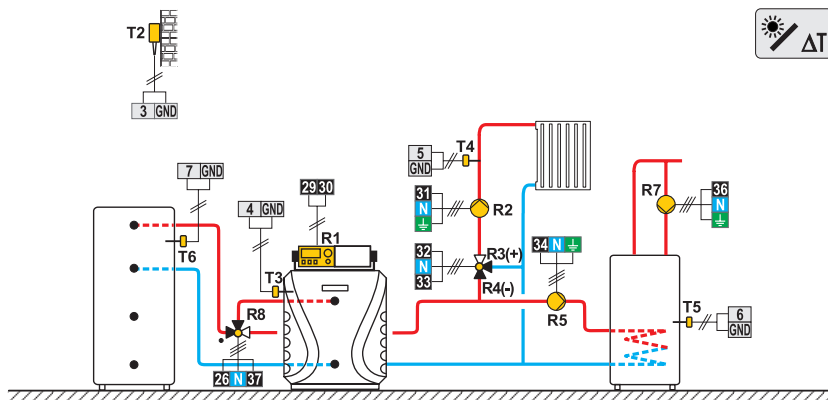 T2
ΔT
3 GND
7 GND
T4
5
GND
29 30
31
N
R2
R7
36
N
4 GND
R1
34 N
32
N
33
R3(+)
R4(-)
T6
T3
R8
R5
T5
6
GND
26 N 37